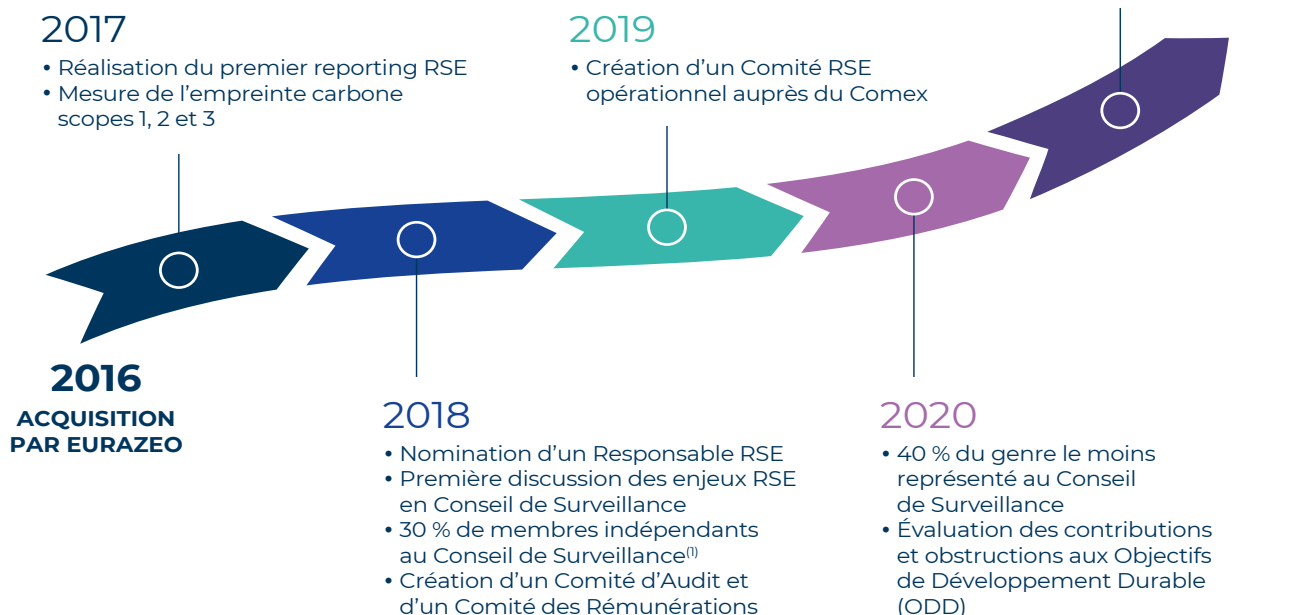 2017
• Réalisation du premier reporting RSE
• Mesure de l’empreinte carbone
scopes 1, 2 et 3
2019
• Création d’un Comité RSE
opérationnel auprès du Comex
2016
ACQUISITION
PAR EURAZEO
2018
• Nomination d’un Responsable RSE
• Première discussion des enjeux RSE
en Conseil de Surveillance
• 30 % de membres indépendants
au Conseil de Surveillance(1)
• Création d’un Comité d’Audit et
d’un Comité des Rémunérations
2020
• 40 % du genre le moins
représenté au Conseil
de Surveillance
• Évaluation des contributions
et obstructions aux Objectifs
de Développement Durable
(ODD)